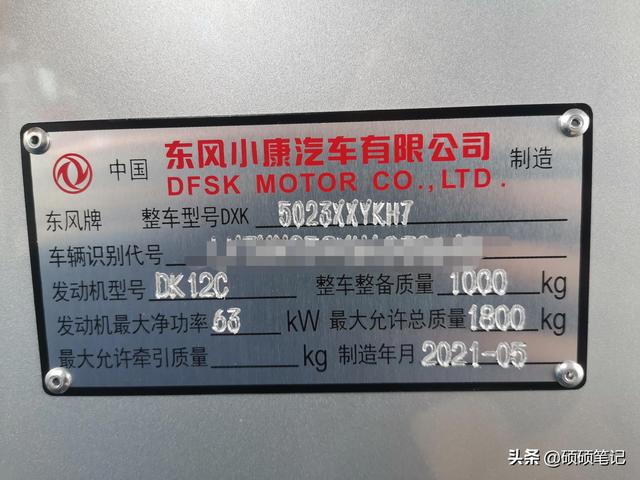 中国 东风小康汽车有限公司 制造
DFSK MOTOR CO.,LTD.
东风牌 整车型号DXK 5023XXYKH7
车辆识别代号
发动机型号 DK12C 整车整备质量 1000 kg
发动机最大净功率 63 kW 最大允许总质量 1800 kg
最大允许牵引质量 kg 制造年月 2021-05
头条 @硕硕笔记